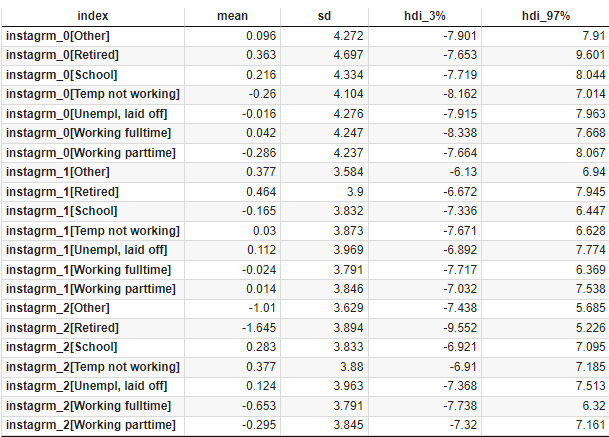 index mean sd hdi_3% hdi_97%
instagrm_0[Other] 0.096 4.272 -7.901 7.91
instagrm_0[Retired] 0.363 4.697 -7.653 9.601
instagrm_0[School] 0.216 4.334 -7.719 8.044
instagrm_0[Temp not working] -0.26 4.104 -8.162 7.014
instagrm_0[Unempl, laid off] -0.016 4.276 -7.915 7.963
instagrm_0[Working fulltime] 0.042 4.247 -8.338 7.668
instagrm_0[Working parttime] -0.286 4.237 -7.664 8.067
instagrm_1[Other] 0.377 3.584 -6.13 6.94
instagrm_1[Retired] 0.464 3.9 -6.672 7.945
instagrm_1[School] -0.165 3.832 -7.336 6.447
instagrm_1[Temp not working] 0.03 3.873 -7.671 6.628
instagrm_1[Unempl, laid off] 0.112 3.969 -6.892 7.774
instagrm_1[Working fulltime] -0.024 3.791 -7.717 6.369
instagrm_1[Working parttime] 0.014 3.846 -7.032 7.538
instagrm_2[Other] -1.01 3.629 -7.438 5.685
instagrm_2[Retired] -1.645 3.894 -9.552 5.226
instagrm_2[School] 0.283 3.833 -6.921 7.095
instagrm_2[Temp not working] 0.377 3.88 -6.91 7.185
instagrm_2[Unempl, laid off] 0.124 3.963 -7.368 7.513
instagrm_2[Working fulltime] -0.653 3.791 -7.738 6.32
instagrm_2[Working parttime] -0.295 3.845 -7.32 7.161